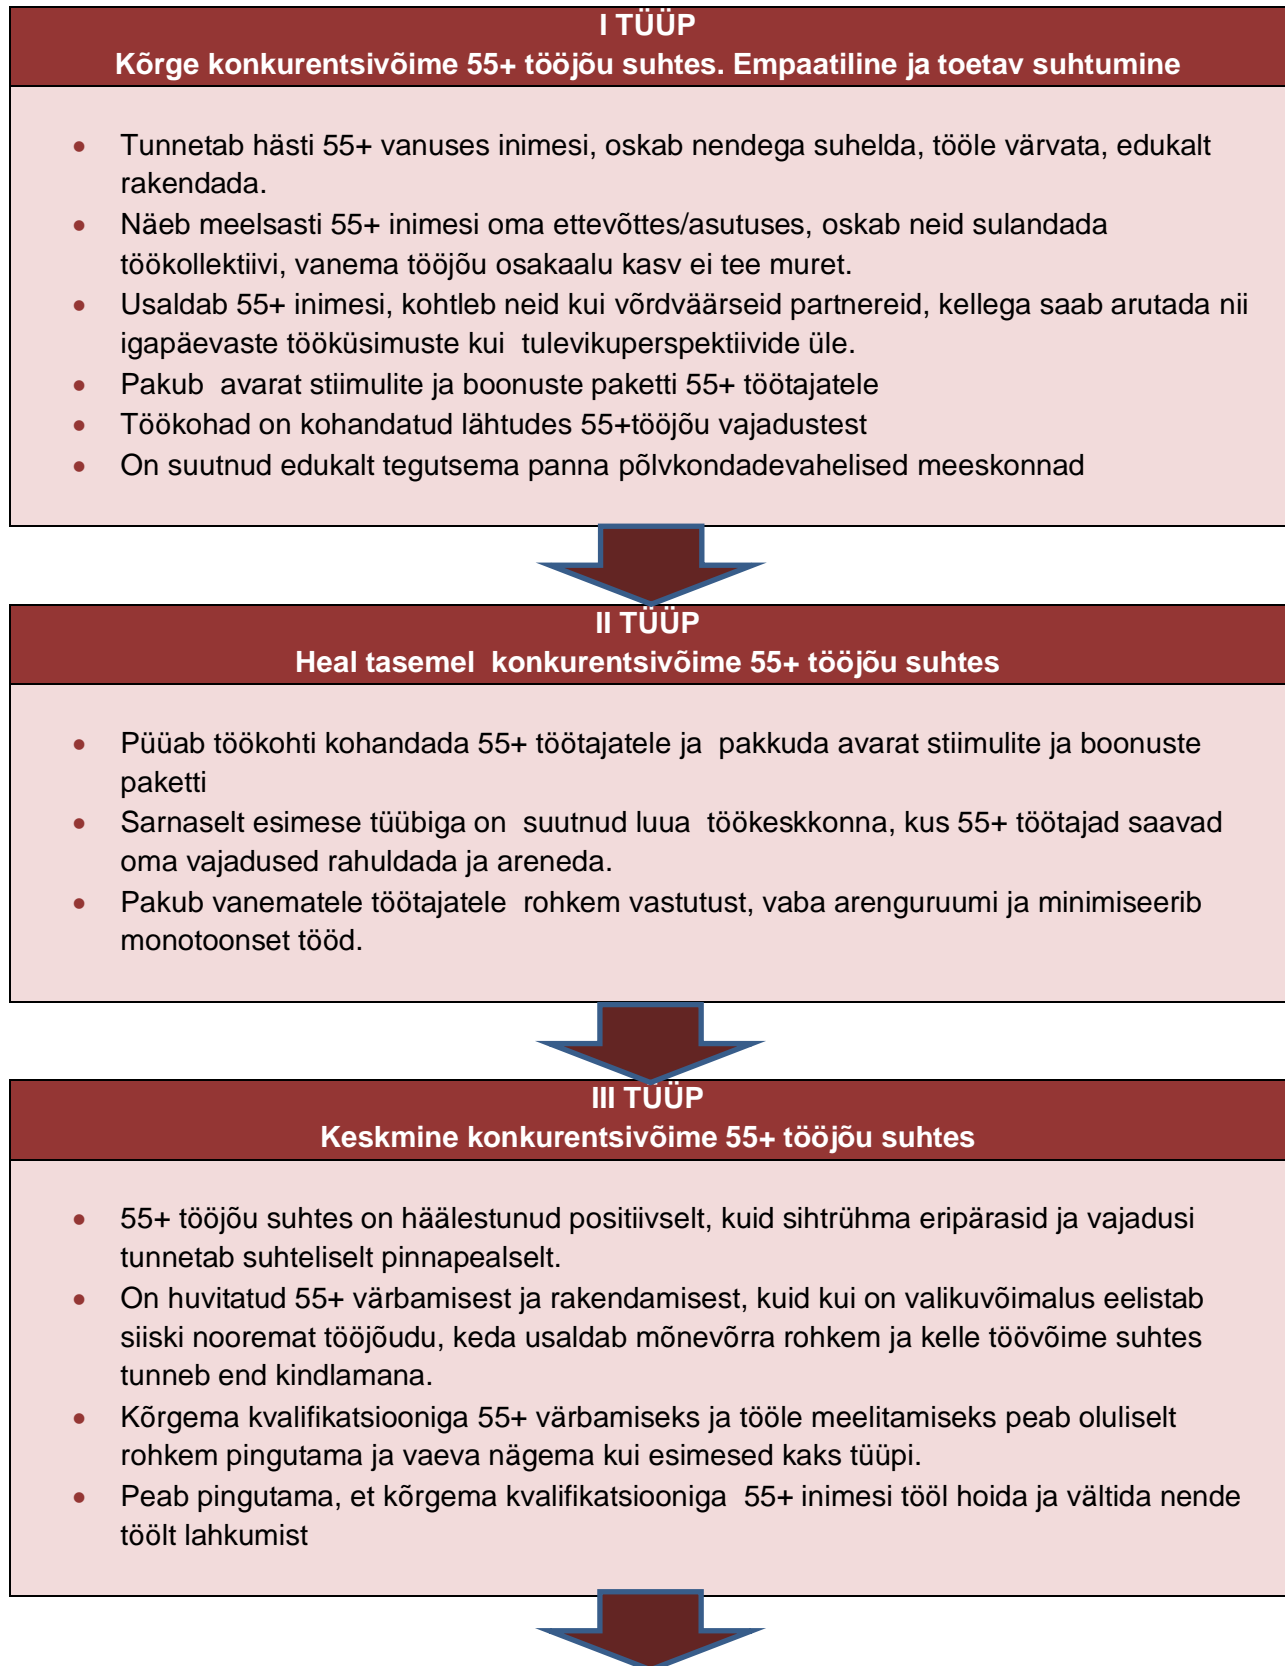 I TÜÜP
Kõrge konkurentsivõime 55+ tööjõu suhtes. Empaatiline ja toetav suhtumine
• Tunnetab hästi 55+ vanuses inimesi, oskab nendega suhelda, tööle värvata, edukalt
rakendada.
• Näeb meelsasti 55+ inimesi oma ettevõttes/asutuses, oskab neid sulandada
töökollektiivi, vanema tööjõu osakaalu kasv ei tee muret.
• Usaldab 55+ inimesi, kohtleb neid kui võrdväärseid partnereid, kellega saab arutada nii
igapäevaste tööküsimuste kui tulevikuperspektiivide üle.
• Pakub avarat stiimulite ja boonuste paketti 55+ töötajatele
• Töökohad on kohandatud lähtudes 55+tööjõu vajadustest
• On suutnud edukalt tegutsema panna põlvkondadevahelised meeskonnad
II TÜÜP
Heal tasemel konkurentsivõime 55+ tööjõu suhtes
• Püüab töökohti kohandada 55+ töötajatele ja pakkuda avarat stiimulite ja boonuste
paketti
• Sarnaselt esimese tüübiga on suutnud luua töökeskkonna, kus 55+ töötajad saavad
oma vajadused rahuldada ja areneda.
• Pakub vanematele töötajatele rohkem vastutust, vaba arenguruumi ja minimiseerib
monotoonset tööd.
III TÜÜP
Keskmine konkurentsivõime 55+ tööjõu suhtes
• 55+ tööjõu suhtes on häälestunud positiivselt, kuid sihtrühma eripärasid ja vajadusi
tunnetab suhteliselt pinnapealselt.
• On huvitatud 55+ värbamisest ja rakendamisest, kuid kui on valikuvõimalus eelistab
siiski nooremat tööjõudu, keda usaldab mõnevõrra rohkem ja kelle töövõime suhtes
tunneb end kindlamana.
• Kõrgema kvalifikatsiooniga 55+ värbamiseks ja tööle meelitamiseks peab oluliselt
rohkem pingutama ja vaeva nägema kui esimesed kaks tüüpi.
• Peab pingutama, et kõrgema kvalifikatsiooniga 55+ inimesi tööl hoida ja vältida nende
töölt lahkumist